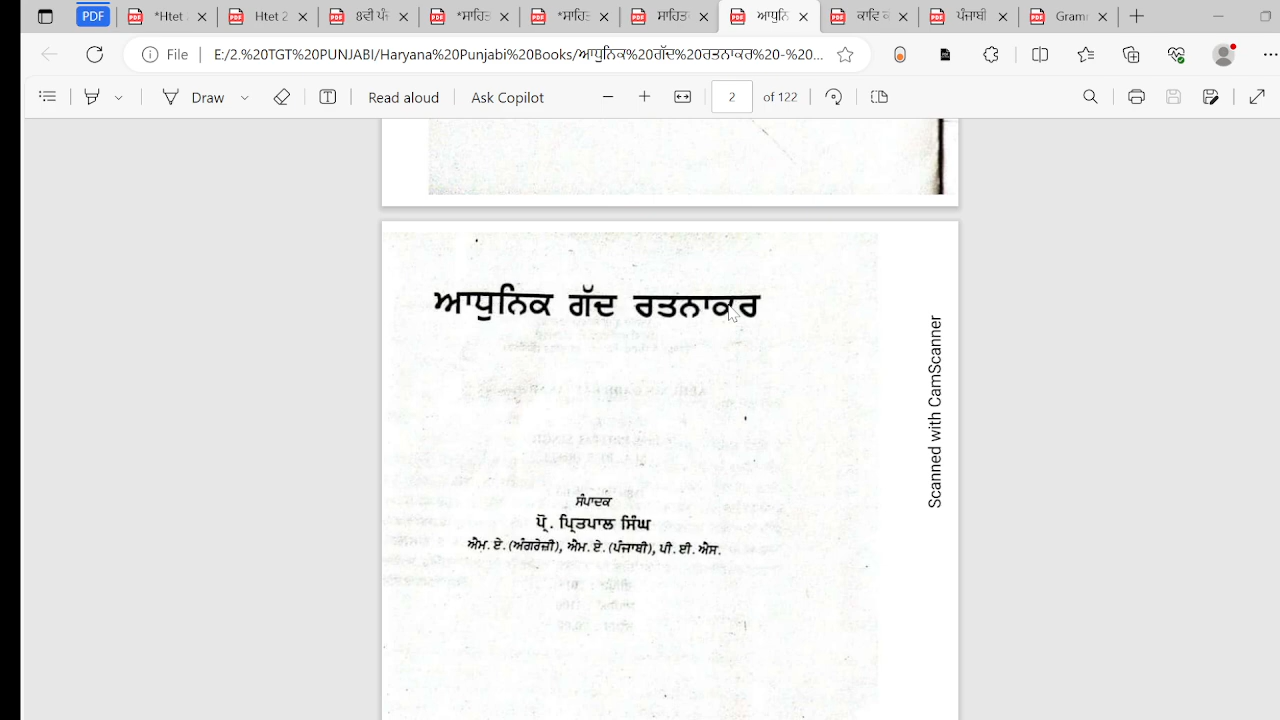 PDF
*Htet
Htet 2
*ਸਾਹਿਤ
*ਸਾਹਿ
ਸਾਹਿਤ
ਆਧੁਨਿ
ਪੰਜਾਬੀ
Gram
File
E:/2.%20TGT%20PUNJABI/Haryana%20Punjabi%20Books/ਆਧੁਨਿਕ%20ਗੱਦ%20ਰਤਨਾਕਰ%20-%20...
Draw
Read aloud
Ask Copilot
2
of 122
ਆਧੁਨਿਕ ਗੱਦ ਰਤਨਾਕਰ
ਸੰਪਾਦਕ
ਪ੍ਰੋ. ਪ੍ਰਿਤਪਾਲ ਸਿੰਘ
ਐਮ. ਏ. (ਅੰਗਰੇਜ਼ੀ), ਐਮ. ਏ. (ਪੰਜਾਬੀ), ਪੀ. ਈ. ਐਸ.
Scanned with CamScanner